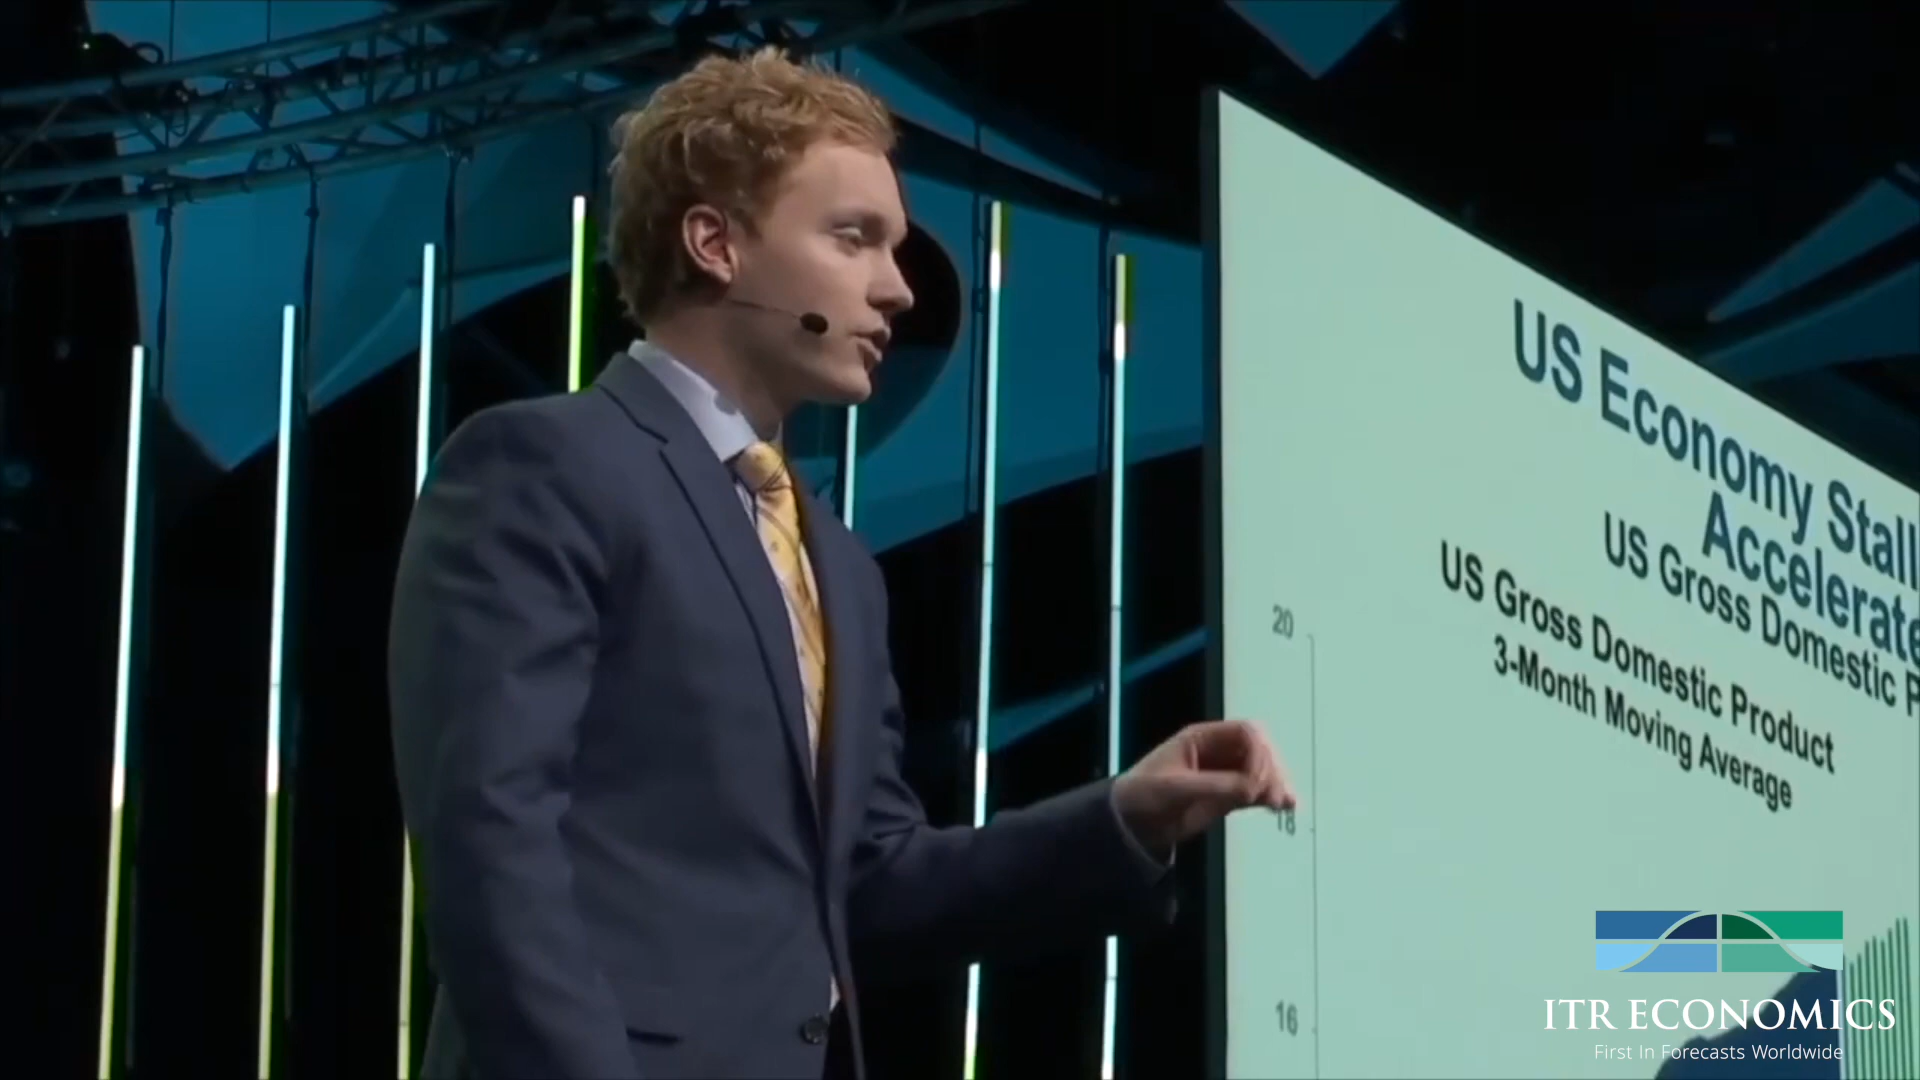 US Economy Stall
Accelerate
US Gross Domestic P
US Gross Domestic Product
3-Month Moving Average
20
18
16
ITR ECONOMICS
First In Forecasts Worldwide